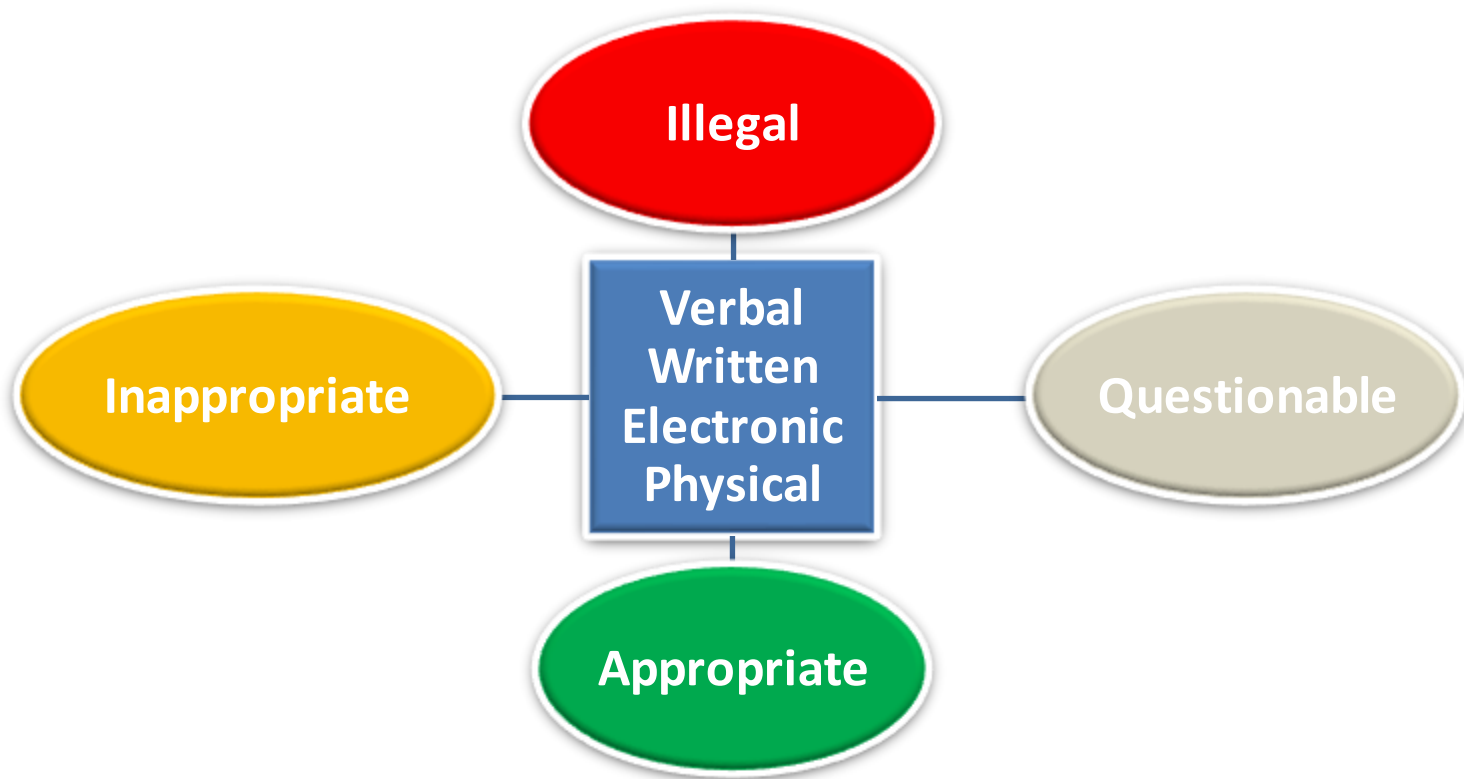 Illegal
Verbal
Written
Electronic
Physical
Inappropriate
Questionable
Appropriate